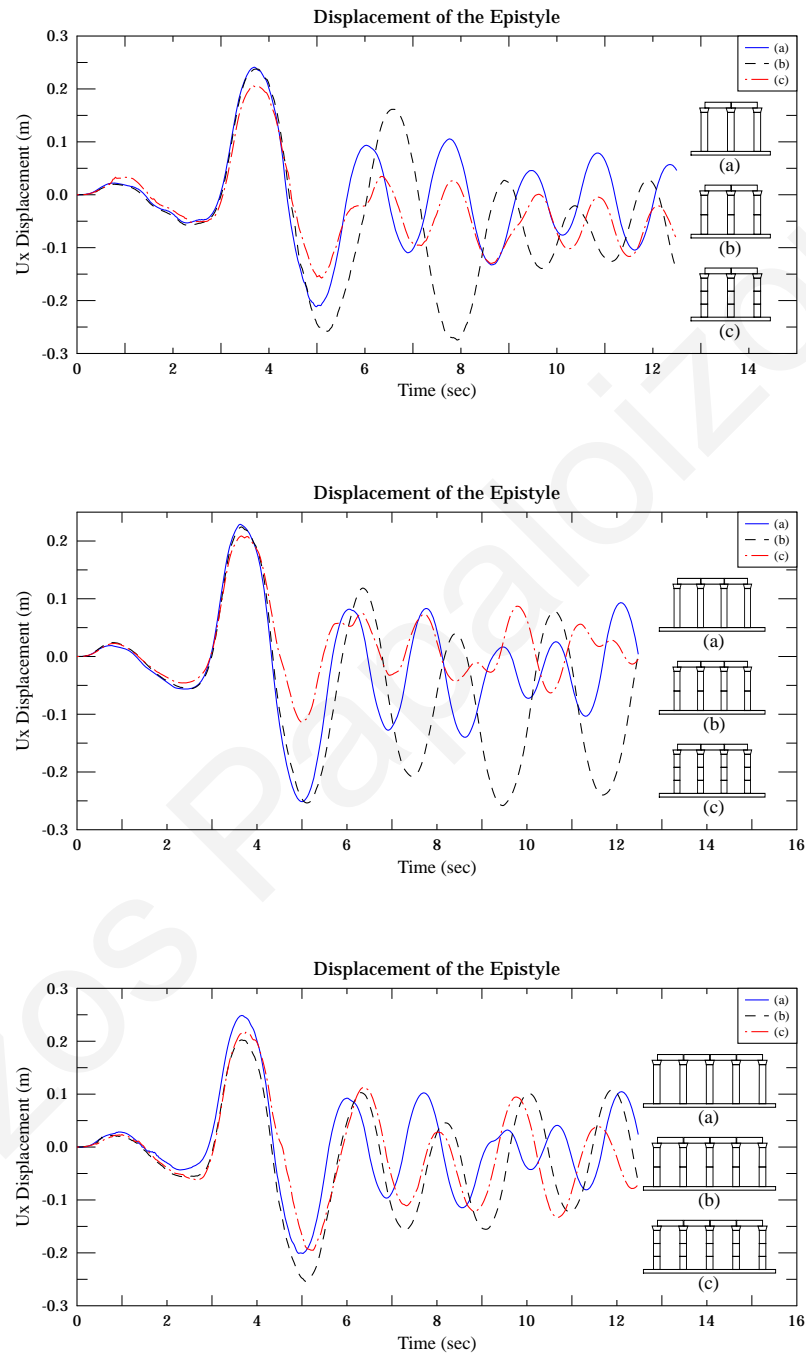 Displacement of the Epistyle
Ux Displacement (m)
0.3
0.2
0.1
0.0
-0.1
-0.2
-0.3
0 2 4 6 8 10 12 14
Time (sec)
(a)
(b)
(c)
(a)
(b)
(c)
Displacement of the Epistyle
Ux Displacement (m)
0.2
0.1
0.0
-0.1
-0.2
-0.3
0 2 4 6 8 10 12 14 16
Time (sec)
(a)
(b)
(c)
(a)
(b)
(c)
Displacement of the Epistyle
Ux Displacement (m)
0.3
0.2
0.1
0.0
-0.1
-0.2
-0.3
0 2 4 6 8 10 12 14 16
Time (sec)
(a)
(b)
(c)
(a)
(b)
(c)